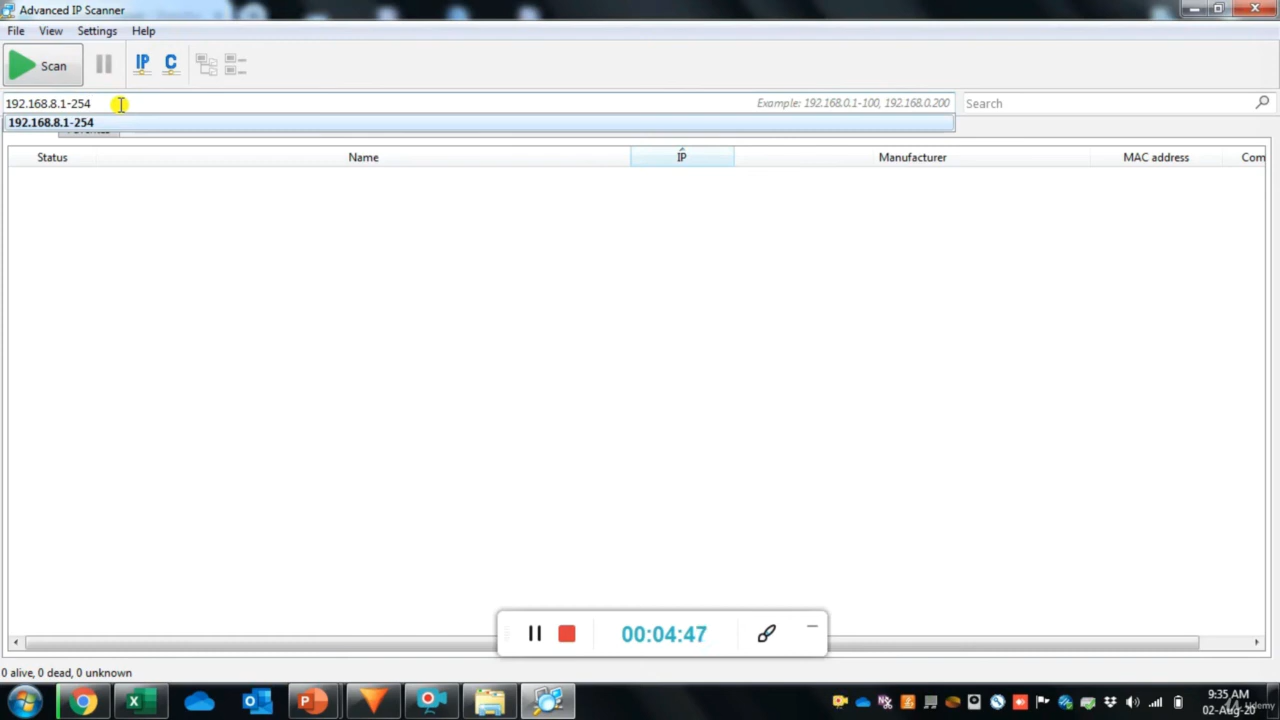 Advanced IP Scanner
File View Settings Help
Scan IP C
192.168.8.1-254 Example: 192.168.0.1-100, 192.168.0.200 Search
192.168.8.1-254
Status Name IP Manufacturer MAC address Com
00:04:47
0 alive, 0 dead, 0 unknown
9:35 AM
02-Aug-20
Udemy